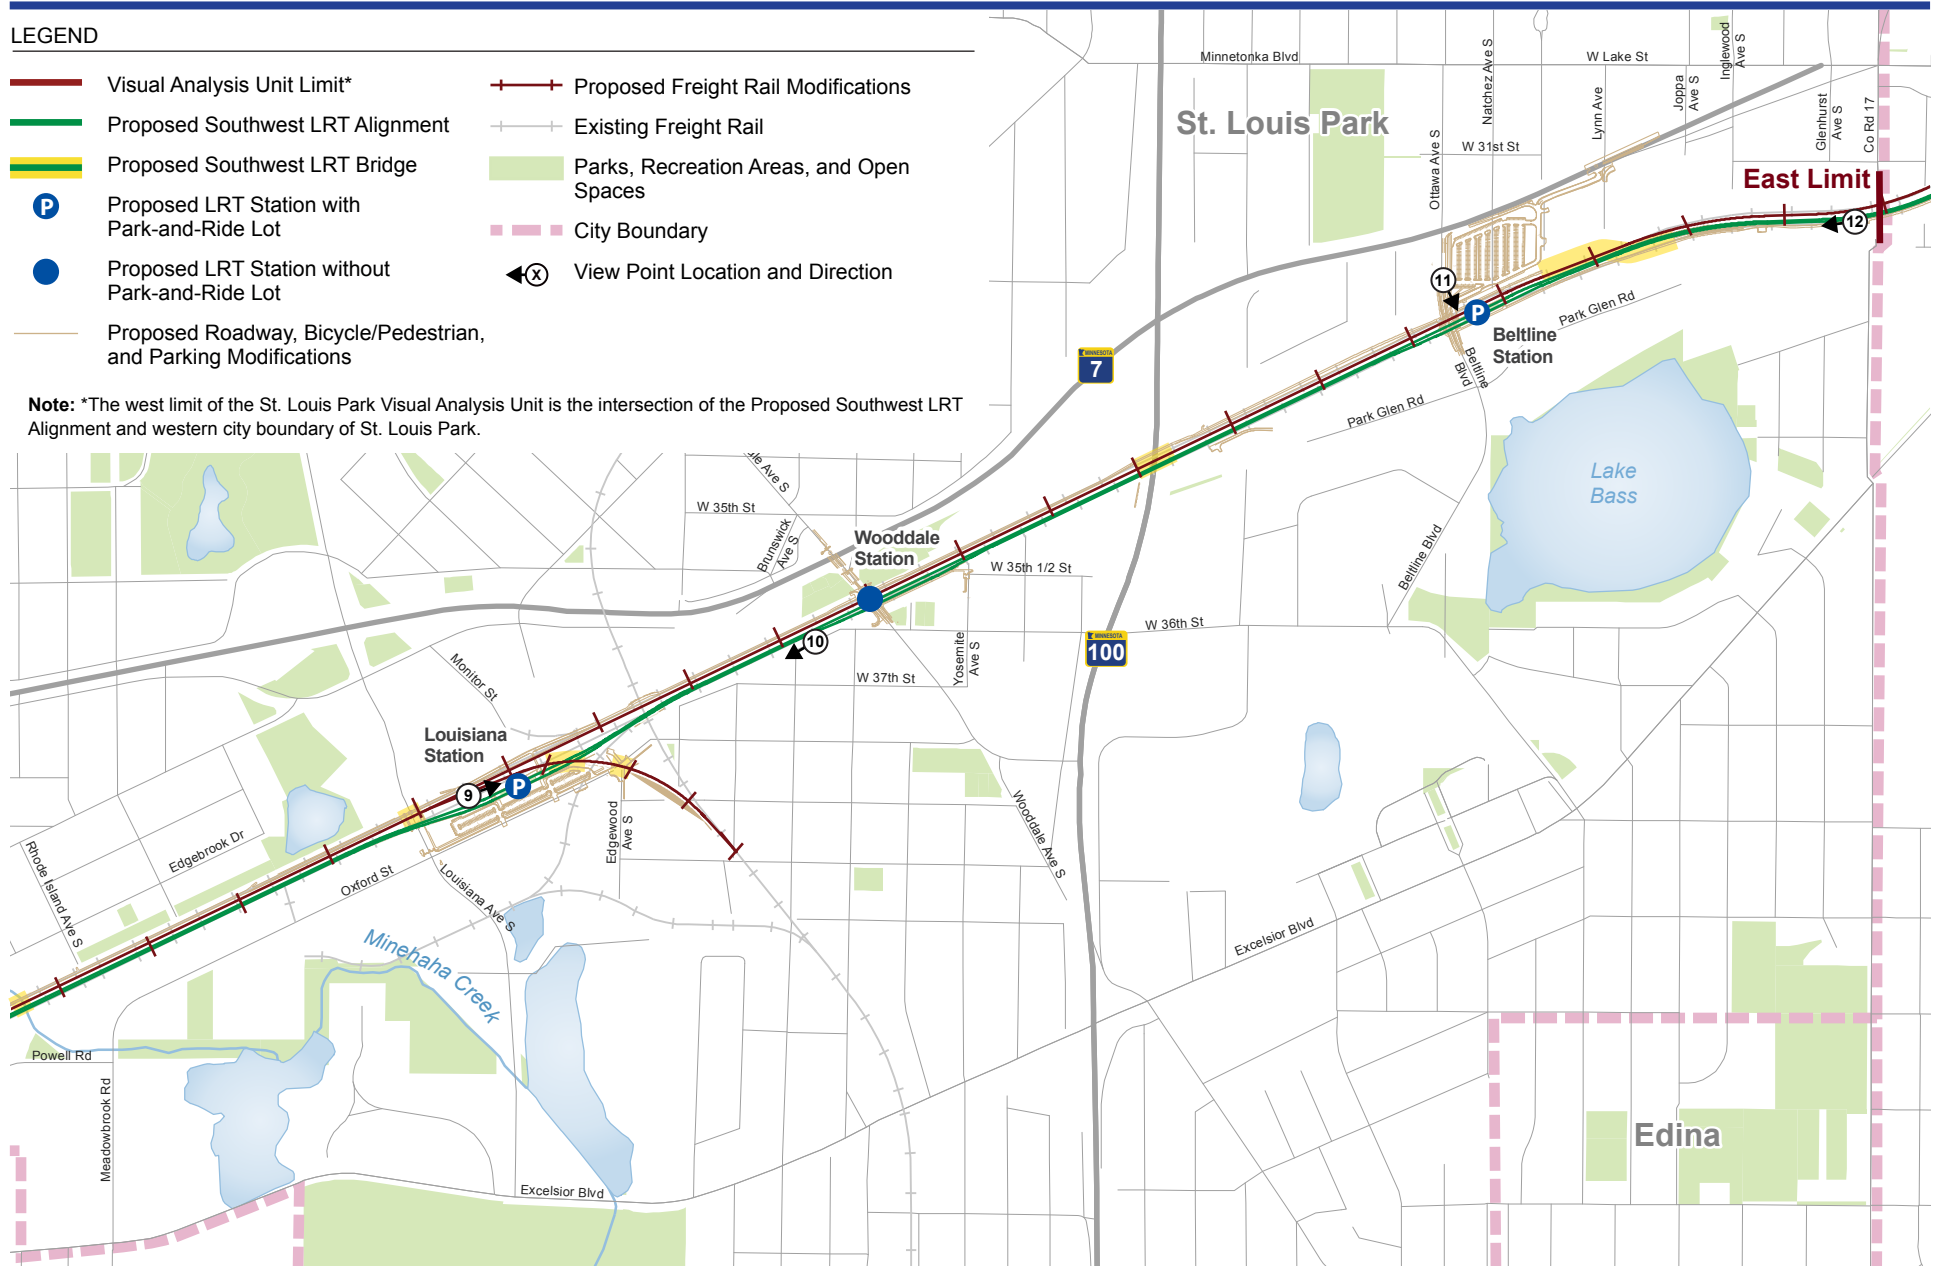 LEGEND
Visual Analysis Unit Limit*
Proposed Southwest LRT Alignment
Proposed Southwest LRT Bridge
P
Proposed LRT Station with
Park-and-Ride Lot
Proposed LRT Station without
Park-and-Ride Lot
Proposed Roadway, Bicycle/Pedestrian,
and Parking Modifications
Proposed Freight Rail Modifications
Existing Freight Rail
Parks, Recreation Areas, and Open
Spaces
City Boundary
X
View Point Location and Direction
Note: *The west limit of the St. Louis Park Visual Analysis Unit is the intersection of the Proposed Southwest LRT
Alignment and western city boundary of St. Louis Park.
Minnetonka Blvd
W Lake St
Natchez Ave S
Inglewood
Ave S
Joppa
Ave S
Lynn Ave
Glenhurst
Ave S
Co Rd 17
St. Louis Park
Ottawa Ave S
W 31st St
East Limit
12
11
P
Beltline
Station
Park Glen Rd
Beltline
Blvd
Park Glen Rd
MINNESOTA
7
Lake
Bass
Beltline Blvd
le Ave S
W 35th St
Brunswick
Ave S
Wooddale
Station
W 35th 1/2 St
W 36th St
MINNESOTA
100
Yosemite
Ave S
10
W 37th St
Monitor St
Louisiana
Station
9
P
Edgewood
Ave S
Wooddale Ave S
Edgebrook Dr
Rhode Island Ave S
Oxford St
Louisiana Ave S
Minehaha Creek
Excelsior Blvd
Powell Rd
Meadowbrook Rd
Excelsior Blvd
Edina